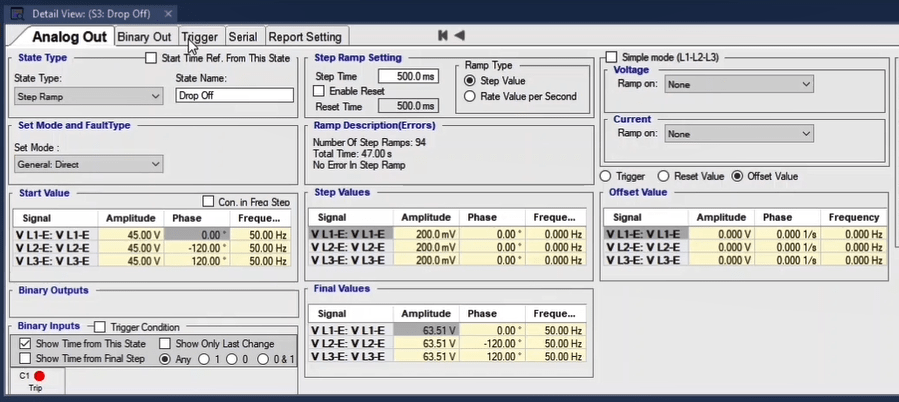 Detail View: (S3: Drop Off) ×
Analog Out Binary Out Trigger Serial Report Setting
State Type
Start Time Ref. From This State
State Type: State Name:
Step Ramp Drop Off
Set Mode and FaultType
Set Mode :
General: Direct
Start Value
Con. in Freq Step
Signal Amplitude Phase Freque...
V L1-E: V L1-E 45.00 V 0.00 ° 50.00 Hz
V L2-E: V L2-E 45.00 V -120.00 ° 50.00 Hz
V L3-E: V L3-E 45.00 V 120.00 ° 50.00 Hz
Binary Outputs
Binary Inputs Trigger Condition
Show Time from This State Show Only Last Change
Show Time from Final Step Any 1 0 0 & 1
C1
Trip
Step Ramp Setting
Step Time 500.0 ms
Enable Reset
Reset Time 500.0 ms
Ramp Type
Step Value
Rate Value per Second
Ramp Description(Errors)
Number Of Step Ramps: 94
Total Time: 47.00s
No Error In Step Ramp
Step Values
Signal Amplitude Phase Freque...
V L1-E: V L1-E 200.0 mV 0.00 ° 0.000 Hz
V L2-E: V L2-E 200.0 mV 0.00 ° 0.000 Hz
V L3-E: V L3-E 200.0 mV 0.00 ° 0.000 Hz
Final Values
Signal Amplitude Phase Freque...
V L1-E: V L1-E 63.51 V 0.00 ° 50.00 Hz
V L2-E: V L2-E 63.51 V -120.00 ° 50.00 Hz
V L3-E: V L3-E 63.51 V 120.00 ° 50.00 Hz
Simple mode (L1-L2-L3)
Voltage
Ramp on: None
Current
Ramp on: None
Trigger Reset Value Offset Value
Offset Value
Signal Amplitude Phase Frequency
V L1-E: V L1-E 0.000 V 0.000 1/s 0.000 Hz
V L2-E: V L2-E 0.000 V 0.000 1/s 0.000 Hz
V L3-E: V L3-E 0.000 V 0.000 1/s 0.000 Hz